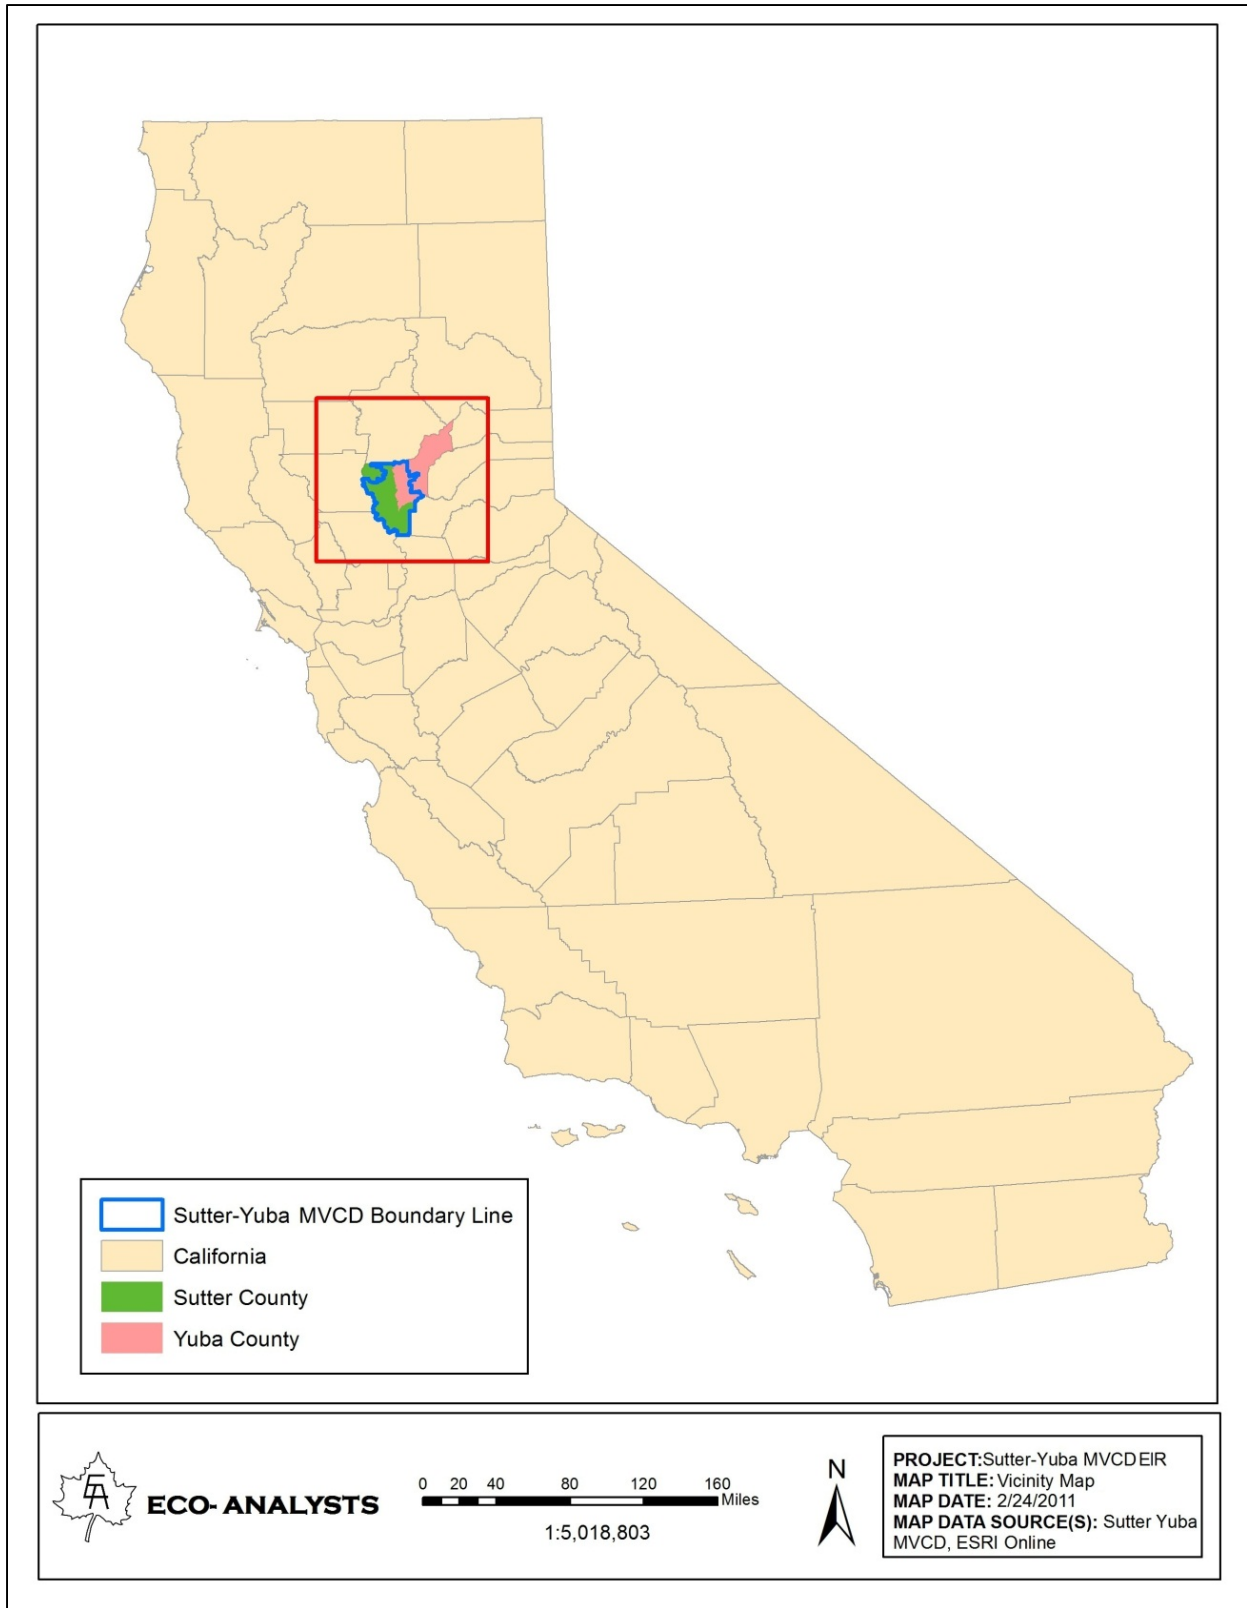 Sutter-Yuba MVCD Boundary Line
California
Sutter County
Yuba County
EA
ECO-ANALYSTS
0 20 40 80 120 160
Miles
1:5,018,803
N
PROJECT:Sutter-Yuba MVCDEIR
MAP TITLE: Vicinity Map
MAP DATE: 2/24/2011
MAP DATA SOURCE(S): Sutter Yuba
MVCD, ESRI Online